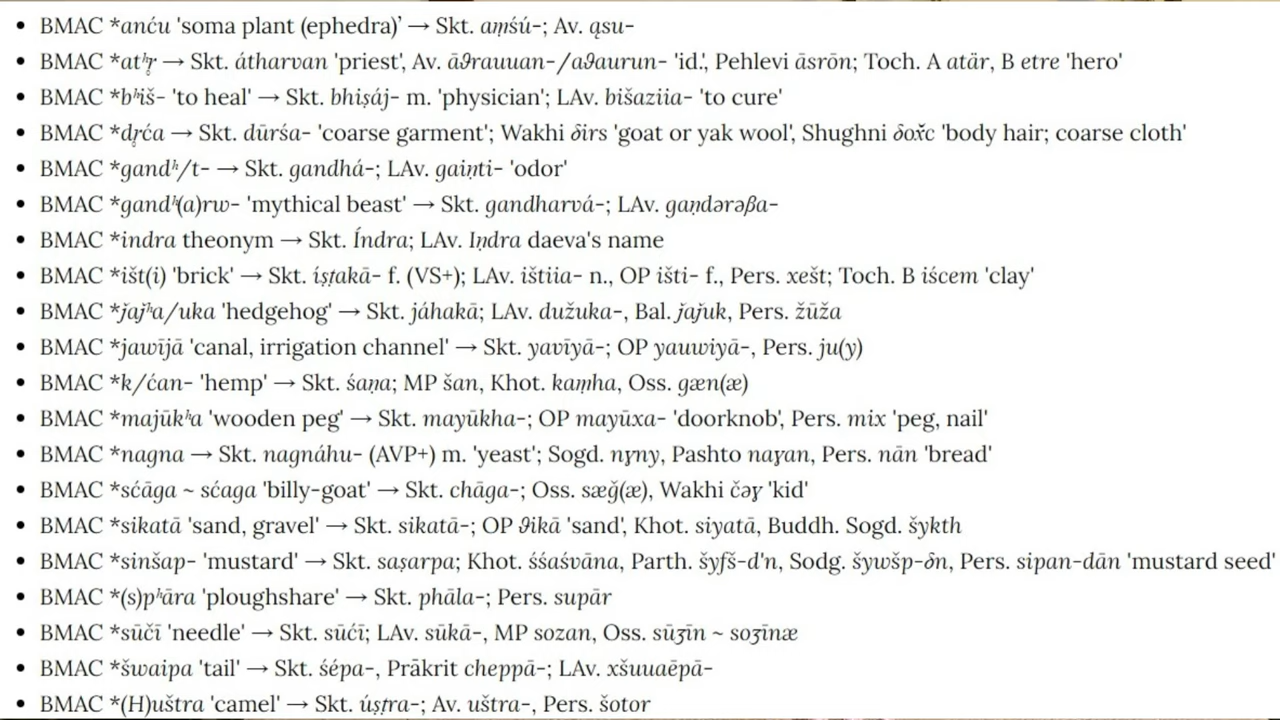 • BMAC *anću 'soma plant (ephedra)’ → Skt. aṃśú-; Av. ąsu-
• BMAC *atʰr̥ → Skt. átharvan 'priest', Av. āϑrauuan-/aϑaurun- 'id.', Pehlevi āsrōn; Toch. A atär, B etre 'hero'
• BMAC *bʰiš- 'to heal' → Skt. bhiṣáj- m. 'physician'; LAv. bišaziia- 'to cure'
• BMAC *dr̥ća → Skt. dūrśa- 'coarse garment'; Wakhi δirs 'goat or yak wool', Shughni δox̌c 'body hair; coarse cloth'
• BMAC *gandʰ/t- → Skt. gandhá-; LAv. gaiṇti- 'odor'
• BMAC *gandʰ(a)rw- 'mythical beast' → Skt. gandharvá-; LAv. gaṇdərəβa-
• BMAC *indra theonym → Skt. Índra; LAv. Iṇdra daeva's name
• BMAC *išt(i) 'brick' → Skt. íṣṭakā- f. (VS+); LAv. ištiia- n., OP išti- f., Pers. xešt; Toch. B iścem 'clay'
• BMAC *ǰaǰʰa/uka 'hedgehog' → Skt. jáhakā; LAv. dužuka-, Bal. ǰaǰuk, Pers. žūža
• BMAC *jawījā 'canal, irrigation channel' → Skt. yavīyā-; OP yauwiyā-, Pers. ju(y)
• BMAC *k/ćan- 'hemp' → Skt. śaṇa; MP šan, Khot. kaṃha, Oss. gæn(æ)
• BMAC *majūkʰa 'wooden peg' → Skt. mayūkha-; OP mayūxa- 'doorknob', Pers. mix 'peg, nail'
• BMAC *nagna → Skt. nagnáhu- (AVP+) m. 'yeast'; Sogd. nɣny, Pashto naɣan, Pers. nān 'bread'
• BMAC *sćāga ~ sćaga 'billy-goat' → Skt. chāga-; Oss. sæǧ(æ), Wakhi čəɣ 'kid'
• BMAC *sikatā 'sand, gravel' → Skt. sikatā-; OP ϑikā 'sand', Khot. siyatā, Buddh. Sogd. šykth
• BMAC *sinšap- 'mustard' → Skt. saṣarpa; Khot. śśaśvāna, Parth. šyfš-d'n, Sodg. šywšp-δn, Pers. sipan-dān 'mustard seed'
• BMAC *(s)pʰāra 'ploughshare' → Skt. phāla-; Pers. supār
• BMAC *sūčī 'needle' → Skt. sūćī; LAv. sūkā-, MP sozan, Oss. sūʒīn ~ soʒīnæ
• BMAC *šwaipa 'tail' → Skt. śépa-, Prākrit cheppā-; LAv. xšuuaēpā-
• BMAC *(H)uštra 'camel' → Skt. úṣṭra-; Av. uštra-, Pers. šotor